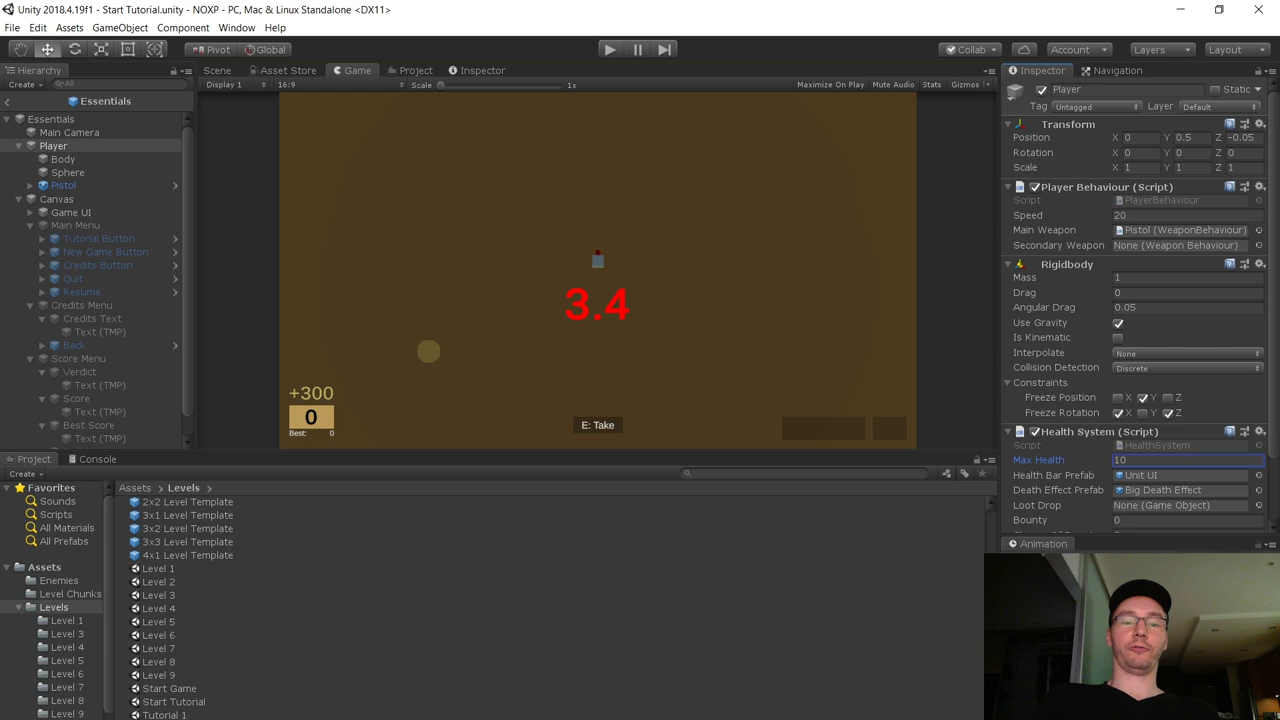 Unity 2018.4.19f1 - Start Tutorial.unity - NOXP - PC, Mac & Linux Standalone <DX11>
File Edit Assets GameObject Component Window Help
Pivot Global Collab Account Layers Layout
Hierarchy
Create All
Essentials
Essentials
Main Camera
Player
Body
Sphere
Pistol
Canvas
Game UI
Main Menu
Tutorial Button
New Game Button
Credits Button
Quit
Resume
Credits Menu
Credits Text
Text (TMP)
Back
Score Menu
Verdict
Text (TMP)
Score
Text (TMP)
Best Score
Text (TMP)
Scene Asset Store Game Project Inspector
Display 1 16:9 Scale 1x Maximize On Play Mute Audio Stats Gizmos
3.4
+300
0
Best: 0
E: Take
Inspector Navigation
Player Static
Tag Untagged Layer Default
Transform
Position X 0 Y 0.5 Z -0.05
Rotation X 0 Y 0 Z 0
Scale X 1 Y 1 Z 1
Player Behaviour (Script)
Script PlayerBehaviour
Speed 20
Main Weapon Pistol (WeaponBehaviour)
Secondary Weapon None (Weapon Behaviour)
Rigidbody
Mass 1
Drag 0
Angular Drag 0.05
Use Gravity
Is Kinematic
Interpolate None
Collision Detection Discrete
Constraints
Freeze Position X Y Z
Freeze Rotation X Y Z
Health System (Script)
Script HealthSystem
Max Health 10
Health Bar Prefab Unit UI
Death Effect Prefab Big Death Effect
Loot Drop None (Game Object)
Bounty 0
Animation
Project Console
Create
Favorites
Sounds
Scripts
All Materials
All Prefabs
Assets
Enemies
Level Chunks
Levels
Level 1
Level 3
Level 4
Level 5
Level 6
Level 7
Level 8
Level 9
Assets Levels
2x2 Level Template
3x1 Level Template
3x2 Level Template
3x3 Level Template
4x1 Level Template
Level 1
Level 2
Level 3
Level 4
Level 5
Level 6
Level 7
Level 8
Level 9
Start Game
Start Tutorial
Tutorial 1